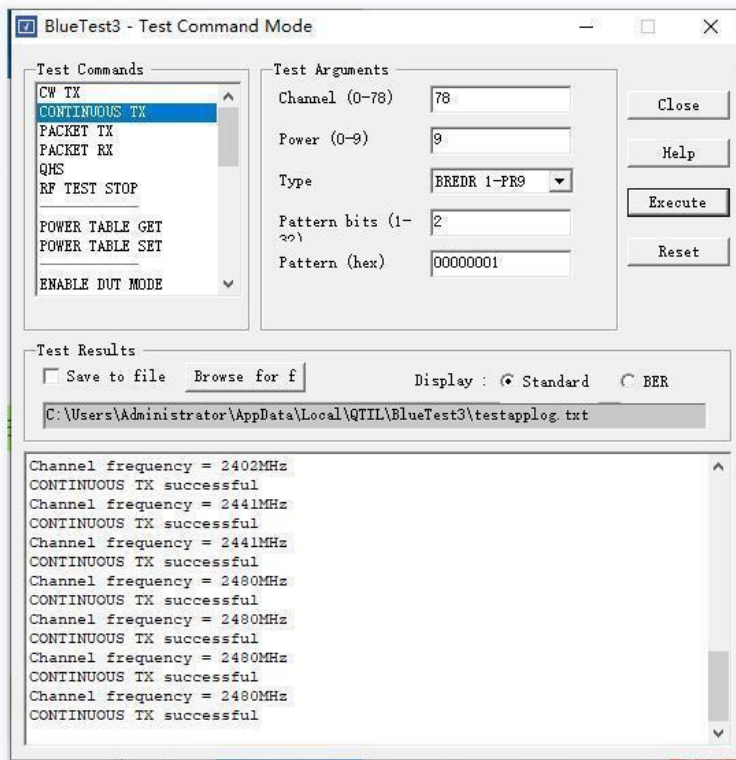 BlueTest3 - Test Command Mode
Test Commands
CW TX
CONTINUOUS TX
PACKET TX
PACKET RX
QHS
RF TEST STOP
POWER TABLE GET
POWER TABLE SET
ENABLE DUT MODE
Test Arguments
Channel (0-78) 78
Power (0-9) 9
Type BREDR 1-PR9
Pattern bits (1-32) 2
Pattern (hex) 00000001
Close
Help
Execute
Reset
Test Results
Save to file Browse for f Display : Standard BER
C:\Users\Administrator\AppData\Local\QTIL\BlueTest3\testapplog.txt
Channel frequency = 2402MHz
CONTINUOUS TX successful
Channel frequency = 2441MHz
CONTINUOUS TX successful
Channel frequency = 2441MHz
CONTINUOUS TX successful
Channel frequency = 2480MHz
CONTINUOUS TX successful
Channel frequency = 2480MHz
CONTINUOUS TX successful
Channel frequency = 2480MHz
CONTINUOUS TX successful
Channel frequency = 2480MHz
CONTINUOUS TX successful